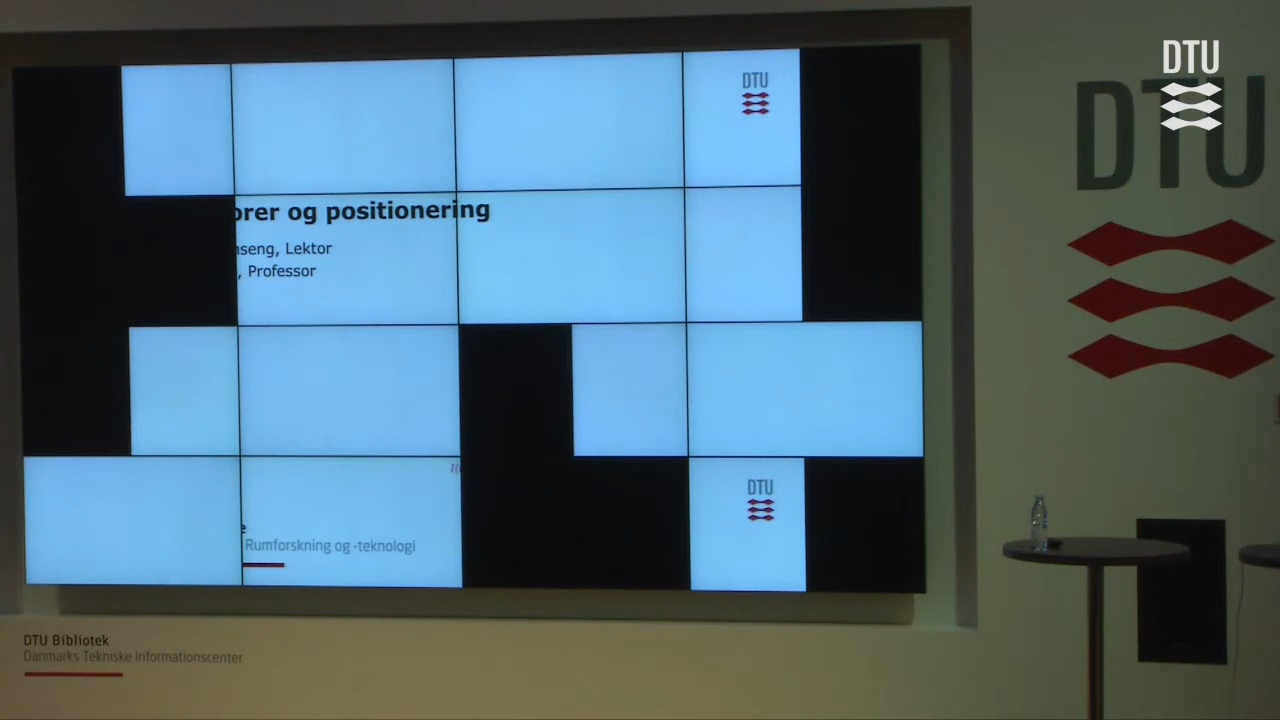 DTU
DTU
DTU
orer og positionering
nseng, Lektor
, Professor
I(
DTU
e
Rumforskning og -teknologi
DTU Bibliotek
Danmarks Tekniske Informationscenter